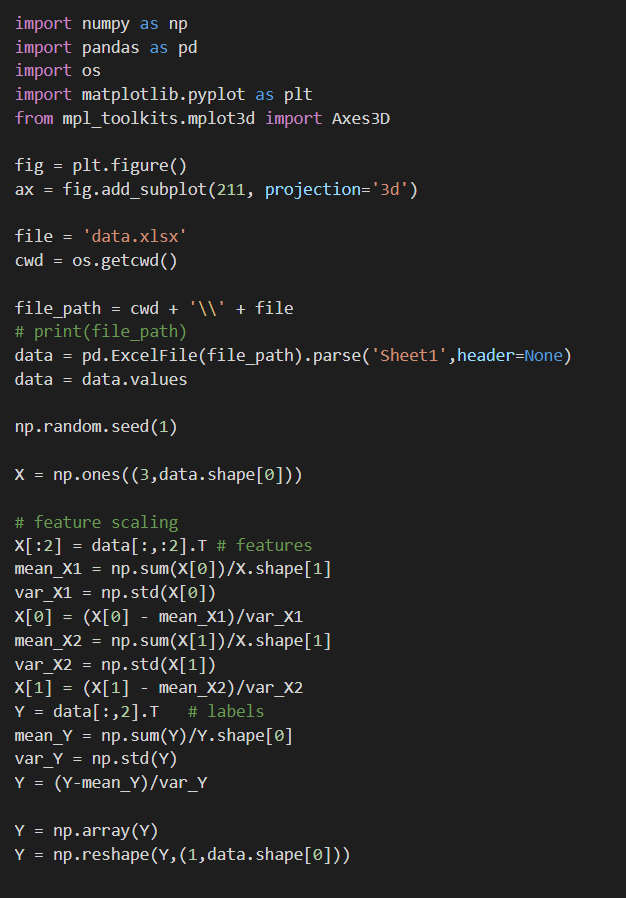 import numpy as np
import pandas as pd
import os
import matplotlib.pyplot as plt
from mpl_toolkits.mplot3d import Axes3D

fig = plt.figure()
ax = fig.add_subplot(211, projection='3d')

file = 'data.xlsx'
cwd = os.getcwd()

file_path = cwd + '\\' + file
# print(file_path)
data = pd.ExcelFile(file_path).parse('Sheet1',header=None)
data = data.values

np.random.seed(1)

X = np.ones((3,data.shape[0]))

# feature scaling
X[:2] = data[:,:2].T # features
mean_X1 = np.sum(X[0])/X.shape[1]
var_X1 = np.std(X[0])
X[0] = (X[0] - mean_X1)/var_X1
mean_X2 = np.sum(X[1])/X.shape[1]
var_X2 = np.std(X[1])
X[1] = (X[1] - mean_X2)/var_X2
Y = data[:,2].T   # labels
mean_Y = np.sum(Y)/Y.shape[0]
var_Y = np.std(Y)
Y = (Y-mean_Y)/var_Y

Y = np.array(Y)
Y = np.reshape(Y,(1,data.shape[0]))